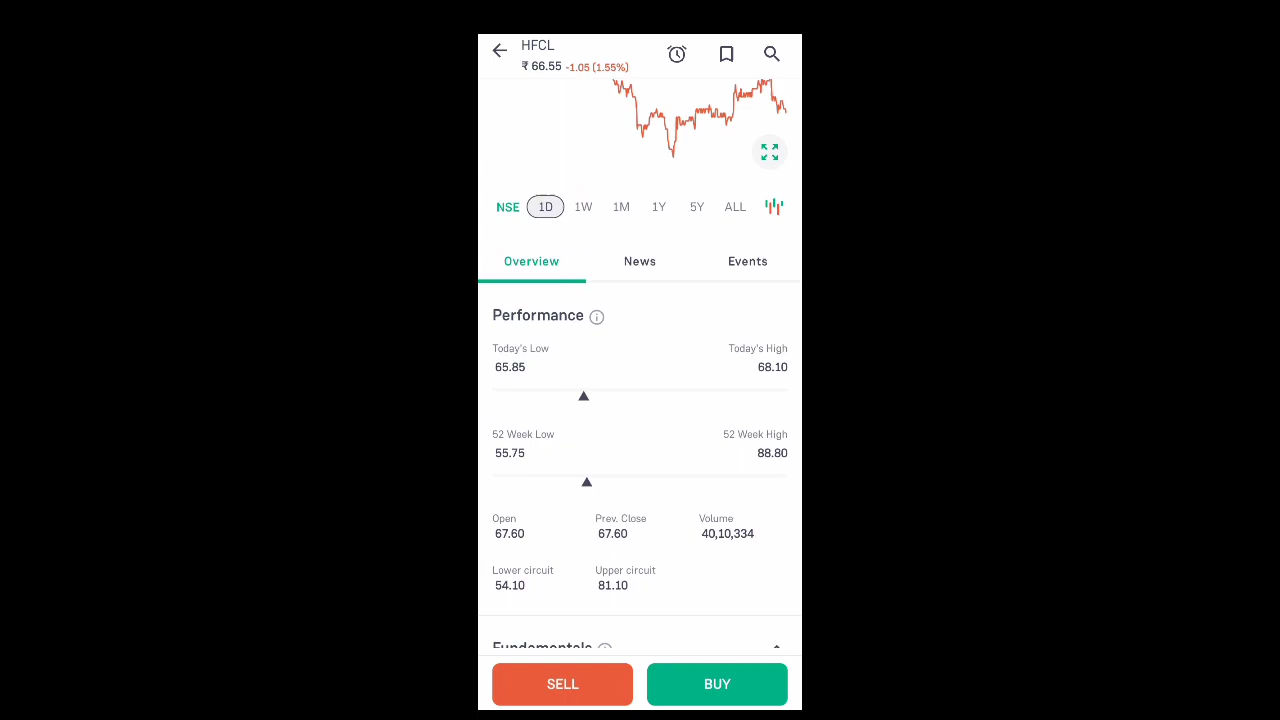 HFCL
₹ 66.55 -1.05 (1.55%)
NSE 1D 1W 1M 1Y 5Y ALL
Overview News Events
Performance
Today's Low Today's High
65.85 68.10
52 Week Low 52 Week High
55.75 88.80
Open Prev. Close Volume
67.60 67.60 40,10,334
Lower circuit Upper circuit
54.10 81.10
Fundamentals
SELL BUY